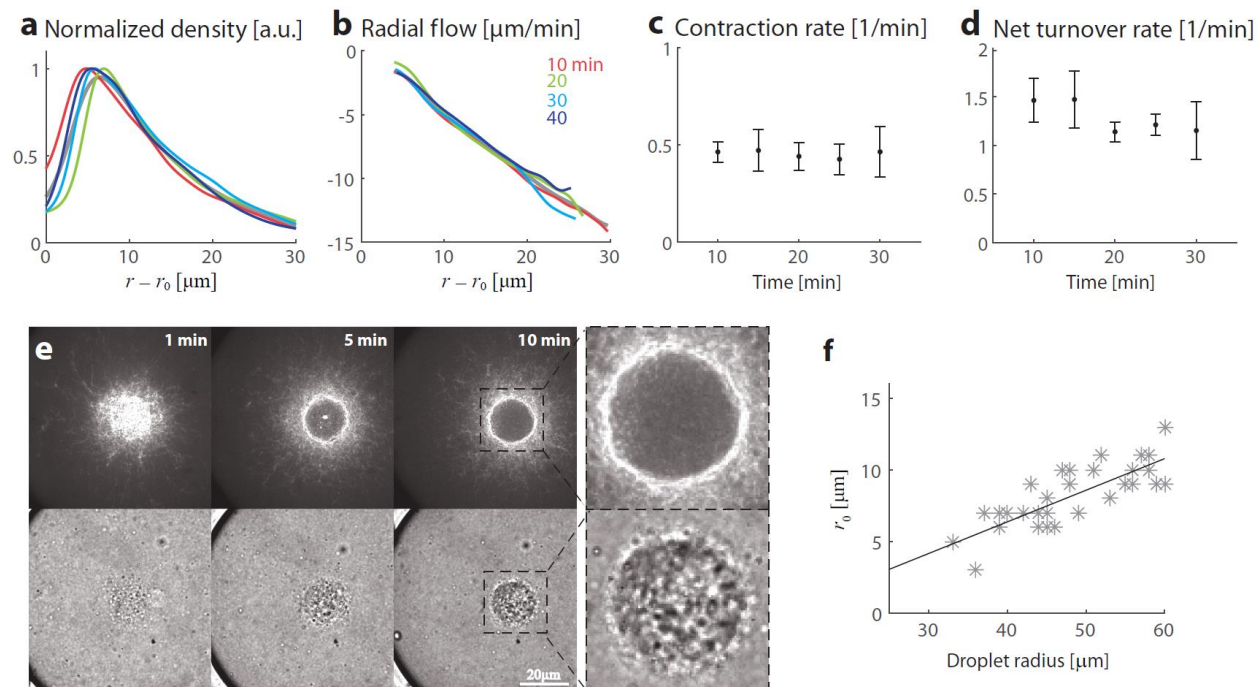 a Normalized density [a.u.]
1
0.5
0
0
10
20
30
r – r₀ [μm]
b Radial flow [μm/min]
0
-5
-10
-15
0
10
20
30
r – r₀ [μm]
10 min
20
30
40
c Contraction rate [1/min]
1
0.5
0
10
20
30
Time [min]
d Net turnover rate [1/min]
2
1.5
1
0.5
0
10
20
30
Time [min]
e
1 min
5 min
10 min
20μm
f
15
10
5
0
r₀ [μm]
30
40
50
60
Droplet radius [μm]